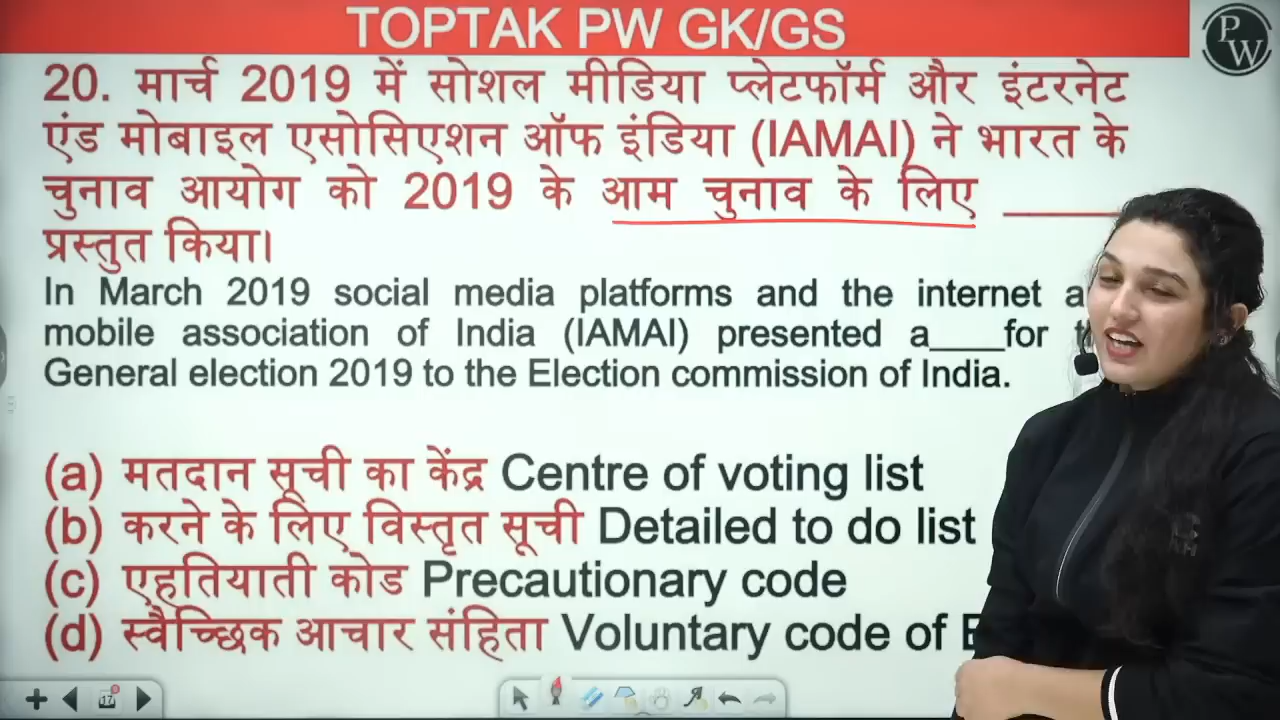 TOPTAK PW GK/GS
PW
20. मार्च 2019 में सोशल मीडिया प्लेटफॉर्म और इंटरनेट
एंड मोबाइल एसोसिएशन ऑफ इंडिया (IAMAI) ने भारत के
चुनाव आयोग को 2019 के आम चुनाव के लिए ______
प्रस्तुत किया।
In March 2019 social media platforms and the internet
mobile association of India (IAMAI) presented a____for
General election 2019 to the Election commission of India.
(a) मतदान सूची का केंद्र Centre of voting list
(b) करने के लिए विस्तृत सूची Detailed to do list
(c) एहतियाती कोड Precautionary code
(d) स्वैच्छिक आचार संहिता Voluntary code of
17